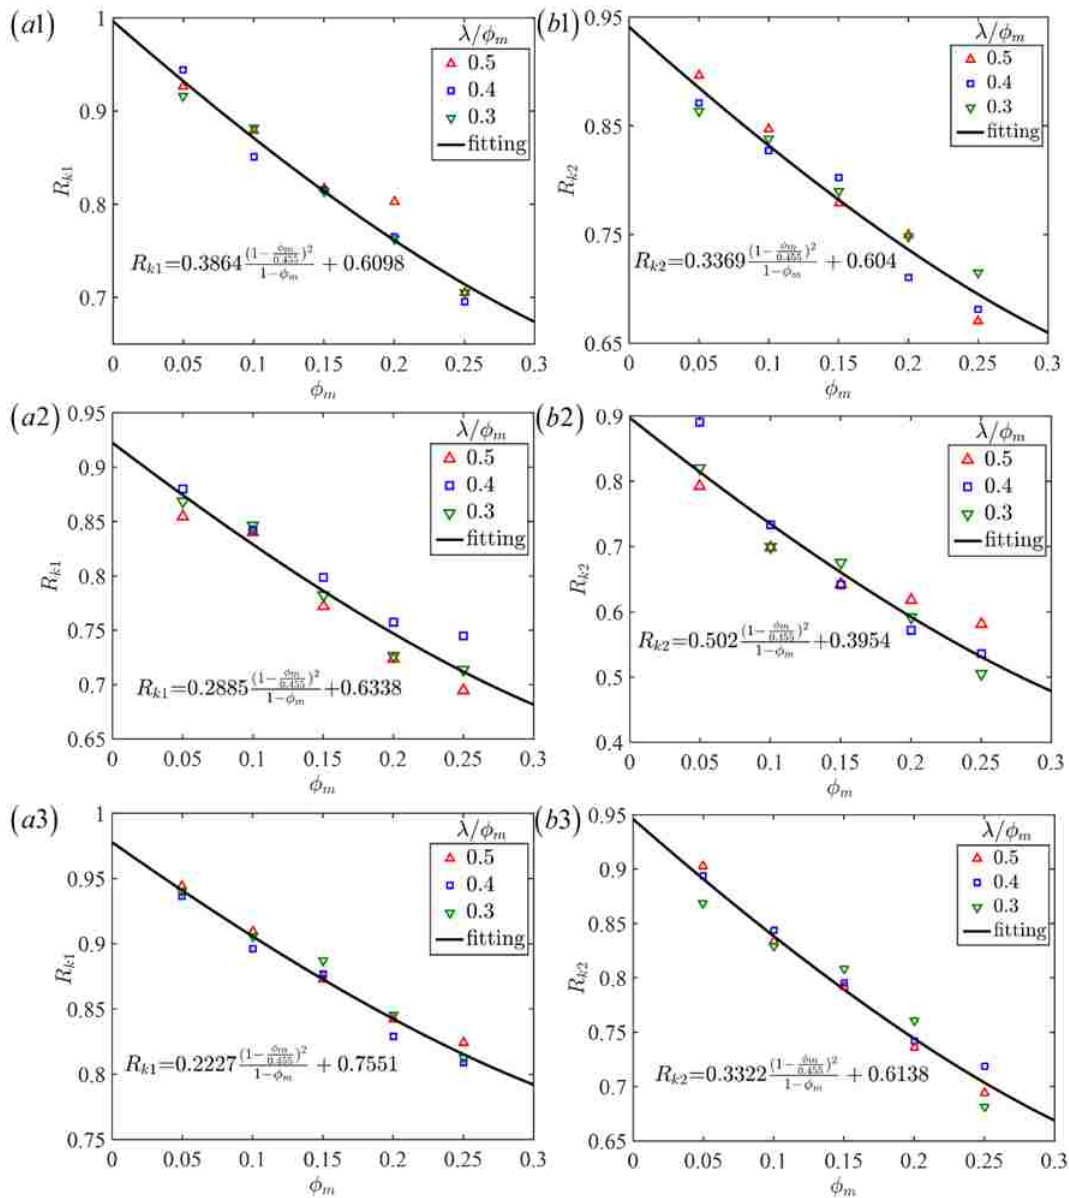 (a1)
1
0.9
0.8
0.7
R_{k1}
λ/ϕ_m
0.5
0.4
0.3
fitting
R_{k1}=0.3864\frac{(1-\frac{ϕ_m}{0.455})^2}{1-ϕ_m}+0.6098
0 0.05 0.1 0.15 0.2 0.25 0.3
ϕ_m
(b1)
0.95
0.85
0.75
0.65
R_{k2}
λ/ϕ_m
0.5
0.4
0.3
fitting
R_{k2}=0.3369\frac{(1-\frac{ϕ_m}{0.455})^2}{1-ϕ_m}+0.604
0 0.05 0.1 0.15 0.2 0.25 0.3
ϕ_m
(a2)
0.95
0.9
0.85
0.8
0.75
0.7
0.65
R_{k1}
λ/ϕ_m
0.5
0.4
0.3
fitting
R_{k1}=0.2885\frac{(1-\frac{ϕ_m}{0.455})^2}{1-ϕ_m}+0.6338
0 0.05 0.1 0.15 0.2 0.25 0.3
ϕ_m
(b2)
0.9
0.8
0.7
0.6
0.5
0.4
R_{k2}
λ/ϕ_m
0.5
0.4
0.3
fitting
R_{k2}=0.502\frac{(1-\frac{ϕ_m}{0.455})^2}{1-ϕ_m}+0.3954
0 0.05 0.1 0.15 0.2 0.25 0.3
ϕ_m
(a3)
1
0.95
0.9
0.85
0.8
0.75
R_{k1}
λ/ϕ_m
0.5
0.4
0.3
fitting
R_{k1}=0.2227\frac{(1-\frac{ϕ_m}{0.455})^2}{1-ϕ_m}+0.7551
0 0.05 0.1 0.15 0.2 0.25 0.3
ϕ_m
(b3)
0.95
0.9
0.85
0.8
0.75
0.7
0.65
R_{k2}
λ/ϕ_m
0.5
0.4
0.3
fitting
R_{k2}=0.3322\frac{(1-\frac{ϕ_m}{0.455})^2}{1-ϕ_m}+0.6138
0 0.05 0.1 0.15 0.2 0.25 0.3
ϕ_m